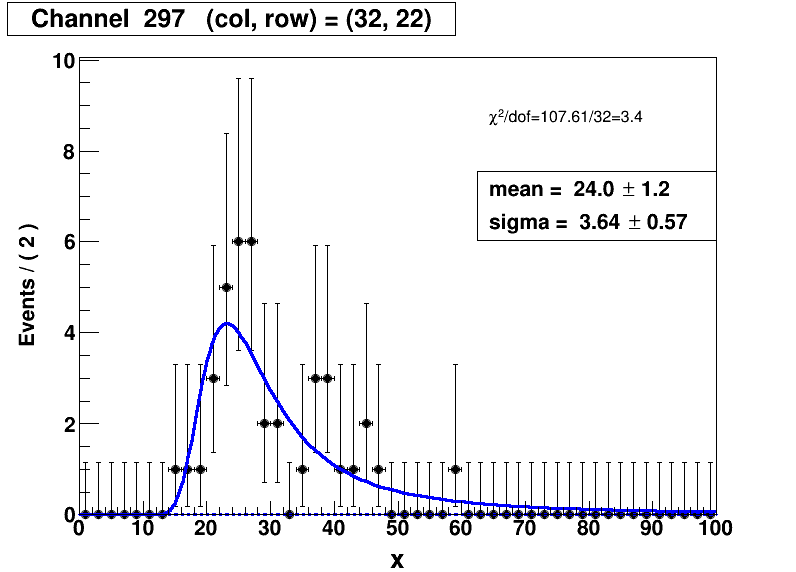 Channel  297   (col, row) = (32, 22)
10
χ²/dof=107.61/32=3.4
8
mean =  24.0 ± 1.2
sigma =  3.64 ± 0.57
6
Events / ( 2 )
4
2
0
0 10 20 30 40 50 60 70 80 90 100
x